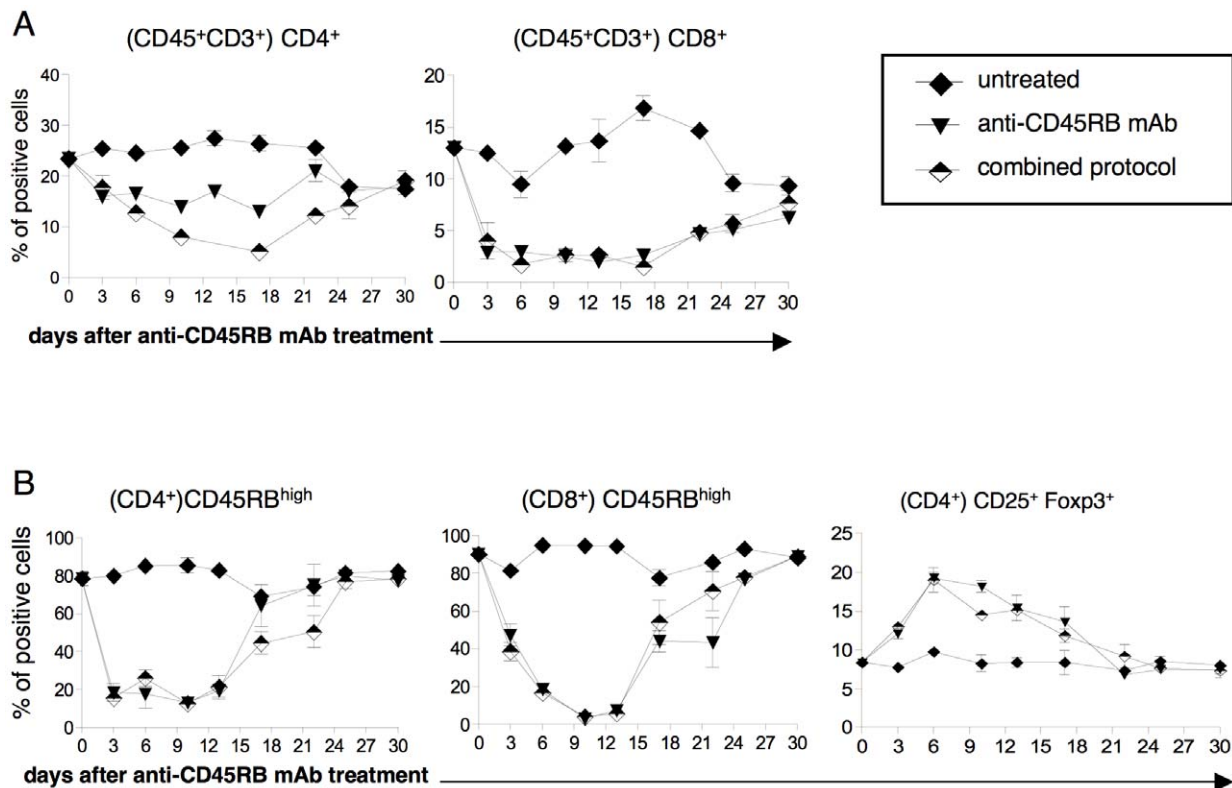 A
(CD45⁺CD3⁺) CD4⁺
(CD45⁺CD3⁺) CD8⁺
% of positive cells
40
30
20
10
0
0 3 6 9 12 15 18 21 24 27 30
20
15
10
5
0
0 3 6 9 12 15 18 21 24 27 30
days after anti-CD45RB mAb treatment
untreated
anti-CD45RB mAb
combined protocol
B
(CD4⁺)CD45RBʰⁱᵍʰ
(CD8⁺) CD45RBʰⁱᵍʰ
(CD4⁺) CD25⁺ Foxp3⁺
% of positive cells
100
80
60
40
20
0
0 3 6 9 12 15 18 21 24 27 30
100
80
60
40
20
0
0 3 6 9 12 15 18 21 24 27 30
25
20
15
10
5
0
0 3 6 9 12 15 18 21 24 27 30
days after anti-CD45RB mAb treatment